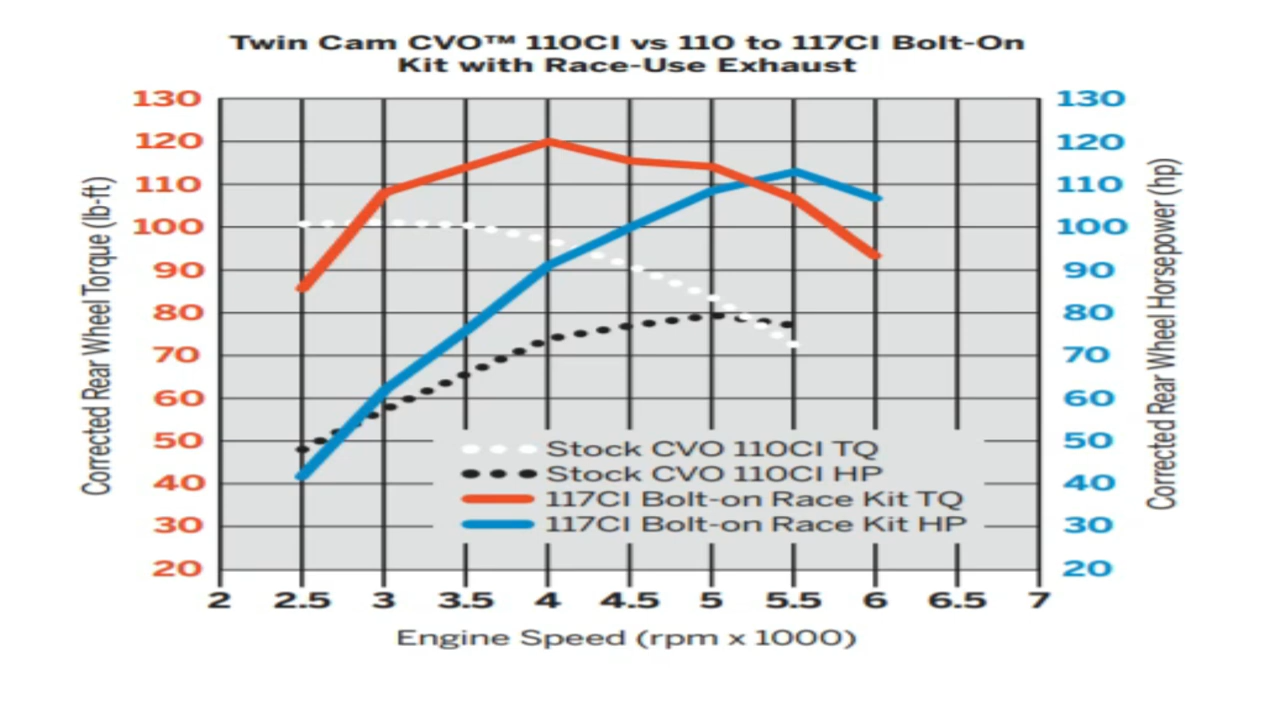 Twin Cam CVO™ 110CI vs 110 to 117CI Bolt-On
Kit with Race-Use Exhaust
Corrected Rear Wheel Torque (lb-ft)
130
120
110
100
90
80
70
60
50
40
30
20
130
120
110
100
90
80
70
60
50
40
30
20
Corrected Rear Wheel Horsepower (hp)
Stock CVO 110CI TQ
Stock CVO 110CI HP
117CI Bolt-on Race Kit TQ
117CI Bolt-on Race Kit HP
2 2.5 3 3.5 4 4.5 5 5.5 6 6.5 7
Engine Speed (rpm x 1000)